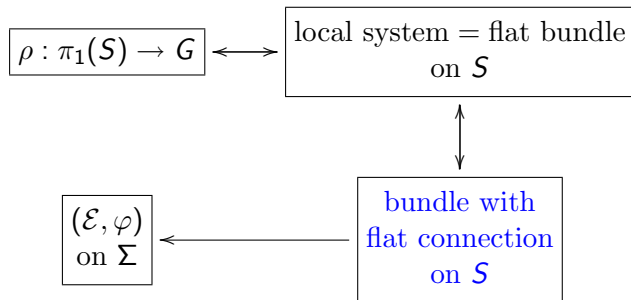 ρ : π₁(S) → G
local system = flat bundle
on S
(ℰ, φ)
on Σ
bundle with
flat connection
on S